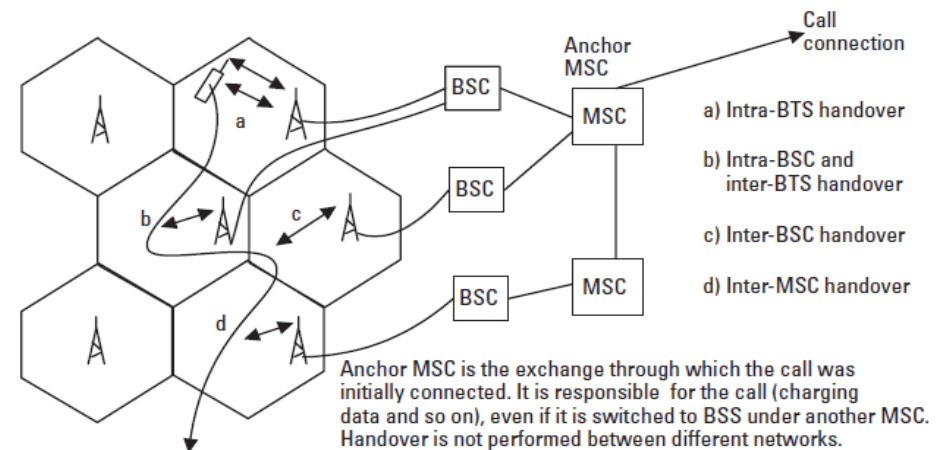 Call
connection
Anchor
MSC
BSC
MSC
a) Intra-BTS handover
a
b) Intra-BSC and
inter-BTS handover
BSC
b
c
c) Inter-BSC handover
MSC
d) Inter-MSC handover
BSC
d
Anchor MSC is the exchange through which the call was
initially connected. It is responsible for the call (charging
data and so on), even if it is switched to BSS under another MSC.
Handover is not performed between different networks.